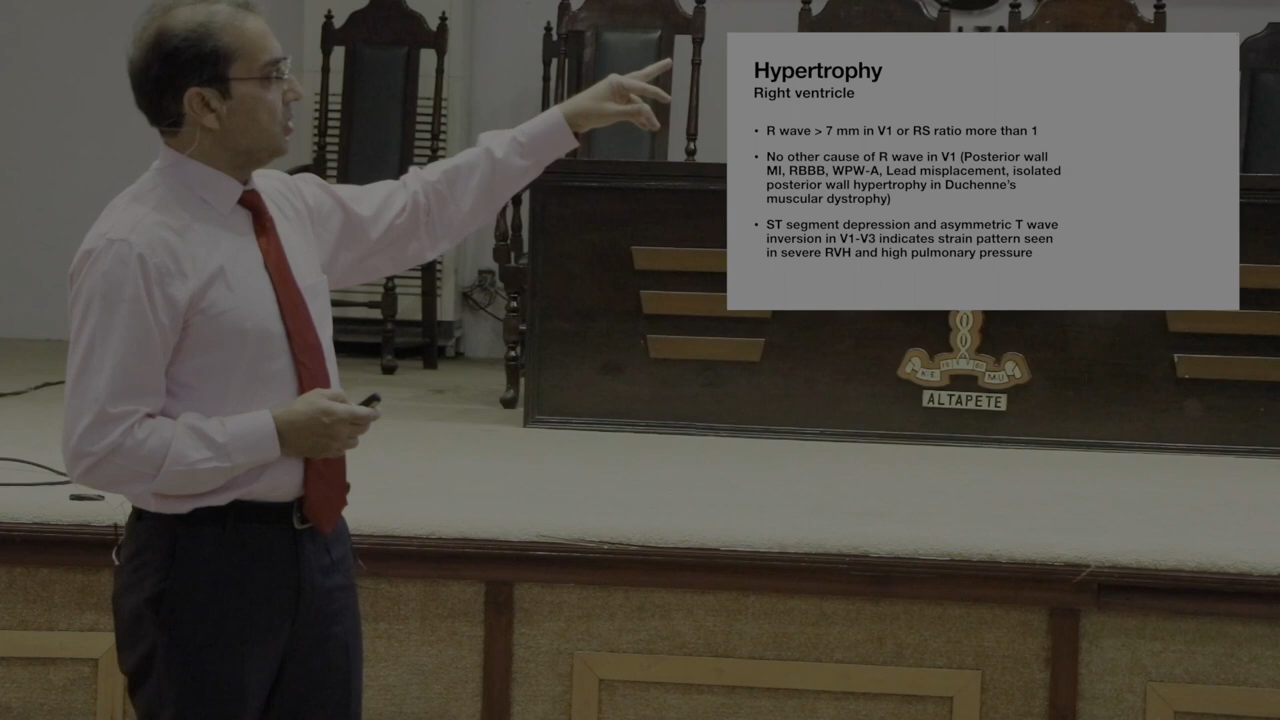 Hypertrophy
Right ventricle
• R wave > 7 mm in V1 or RS ratio more than 1
• No other cause of R wave in V1 (Posterior wall
MI, RBBB, WPW-A, Lead misplacement, isolated
posterior wall hypertrophy in Duchenne's
muscular dystrophy)
• ST segment depression and asymmetric T wave
inversion in V1-V3 indicates strain pattern seen
in severe RVH and high pulmonary pressure
K E 1860 M U
ALTAPETE